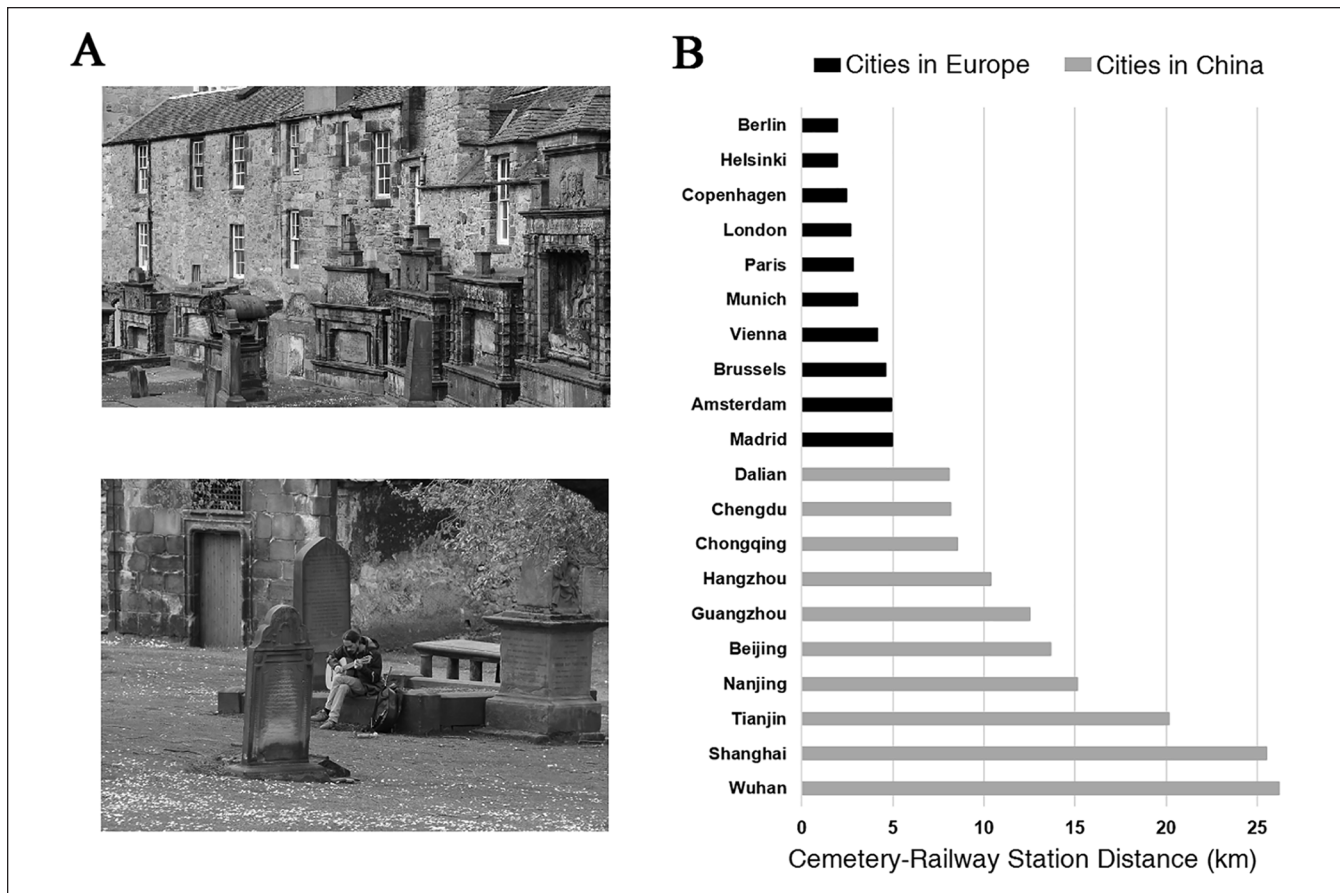 A
B
Cities in Europe
Cities in China
Berlin
Helsinki
Copenhagen
London
Paris
Munich
Vienna
Brussels
Amsterdam
Madrid
Dalian
Chengdu
Chongqing
Hangzhou
Guangzhou
Beijing
Nanjing
Tianjin
Shanghai
Wuhan
0 5 10 15 20 25
Cemetery-Railway Station Distance (km)